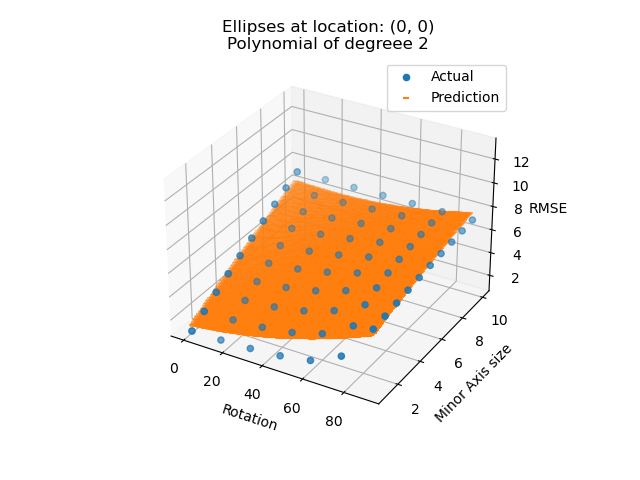 Ellipses at location: (0, 0)
Polynomial of degreee 2
Actual
Prediction
12
10
8
6
4
2
RMSE
10
8
6
4
2
Minor Axis size
0
20
40
60
80
Rotation